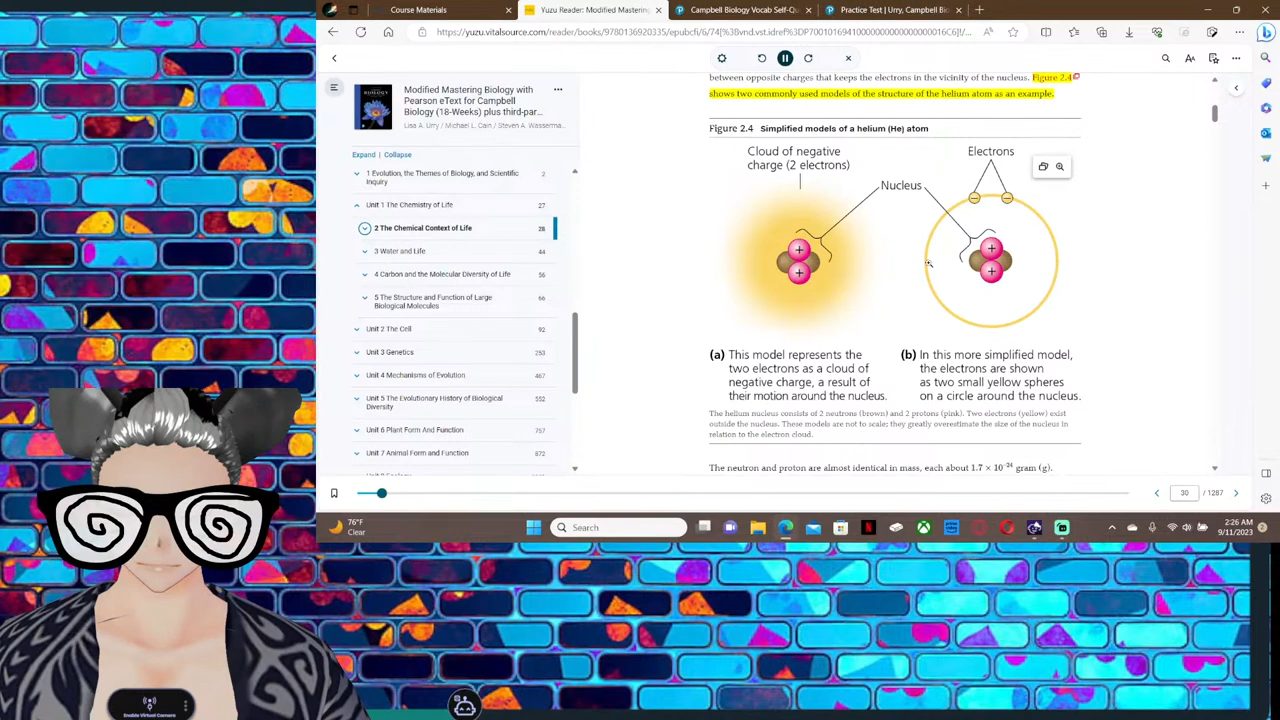 Course Materials
Yuzu Reader: Modified Mastering
Campbell Biology Vocab Self-Qu
Practice Test | Urry, Campbell Bio
https://yuzu.vitalsource.com/reader/books/9780136920335/epubcfi/6/74[%3Bvnd.vst.idref%3DP7001016941000000000000000016C6]!/...
between opposite charges that keeps the electrons in the vicinity of the nucleus. Figure 2.4
shows two commonly used models of the structure of the helium atom as an example.
Modified Mastering Biology with
Pearson eText for Campbell
Biology (18-Weeks) plus third-par...
Lisa A. Urry / Michael L. Cain / Steven A. Wasserma...
Expand | Collapse
1 Evolution, the Themes of Biology, and Scientific
Inquiry 2
Unit 1 The Chemistry of Life 27
2 The Chemical Context of Life 28
3 Water and Life 44
4 Carbon and the Molecular Diversity of Life 56
5 The Structure and Function of Large
Biological Molecules 66
Unit 2 The Cell 92
Unit 3 Genetics 253
Unit 4 Mechanisms of Evolution 467
Unit 5 The Evolutionary History of Biological
Diversity 552
Unit 6 Plant Form And Function 757
Unit 7 Animal Form and Function 872
Figure 2.4 Simplified models of a helium (He) atom
Cloud of negative
charge (2 electrons)
Electrons
Nucleus
+
+
+
+
− −
(a) This model represents the
two electrons as a cloud of
negative charge, a result of
their motion around the nucleus.
(b) In this more simplified model,
the electrons are shown
as two small yellow spheres
on a circle around the nucleus.
The helium nucleus consists of 2 neutrons (brown) and 2 protons (pink). Two electrons (yellow) exist
outside the nucleus. These models are not to scale; they greatly overestimate the size of the nucleus in
relation to the electron cloud.
The neutron and proton are almost identical in mass, each about 1.7 × 10⁻²⁴ gram (g).
30 / 1287
76°F
Clear
Search
2:26 AM
9/11/2023
Enable Virtual Camera